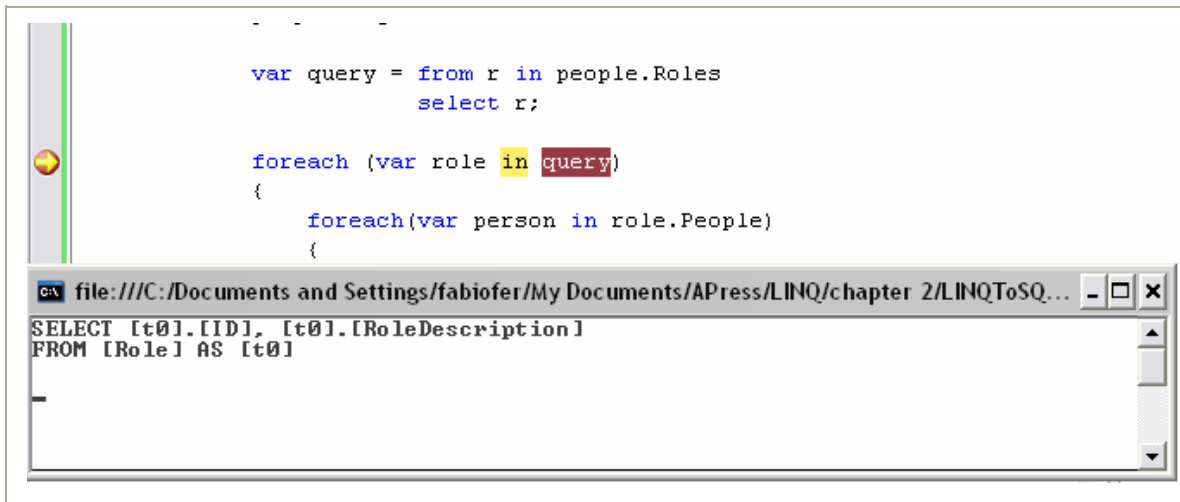 var query = from r in people.Roles
select r;
foreach (var role in query)
{
foreach(var person in role.People)
{
file:///C:/Documents and Settings/fabiofer/My Documents/APress/LINQ/chapter 2/LINQToSQ...
SELECT [t0].[ID], [t0].[RoleDescription]
FROM [Role] AS [t0]